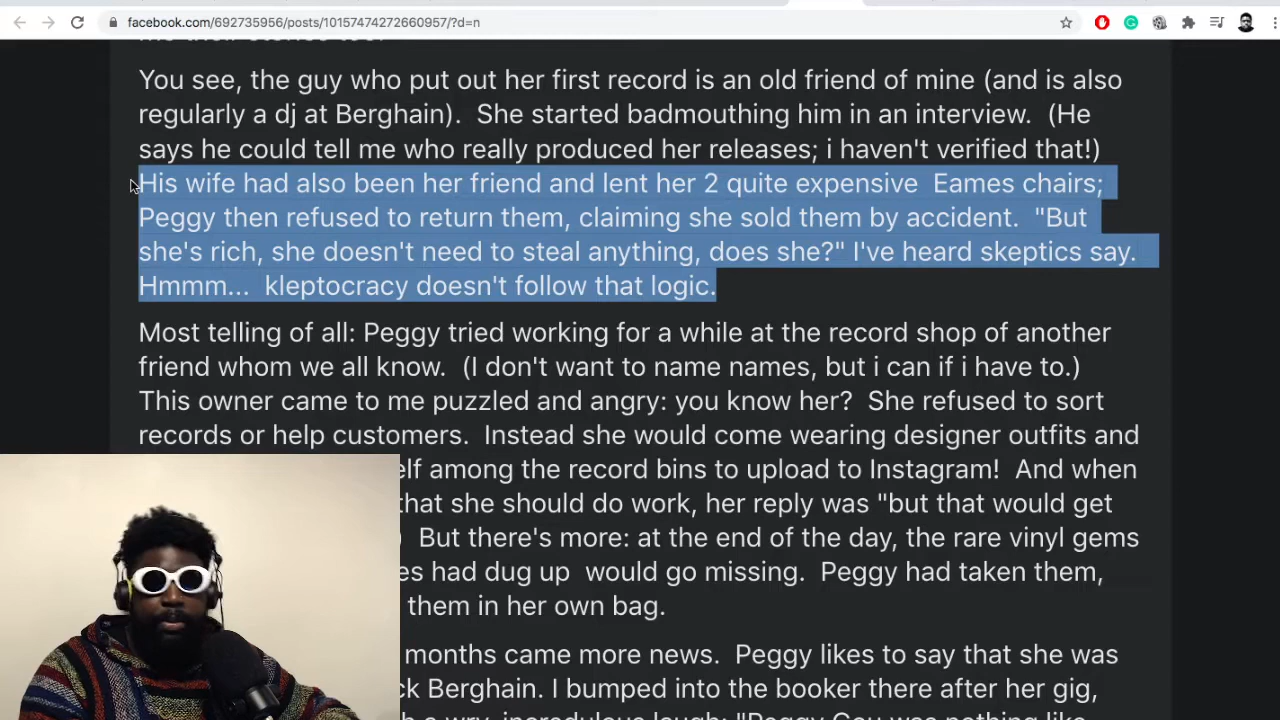 facebook.com/692735956/posts/10157474272660957/?d=n
You see, the guy who put out her first record is an old friend of mine (and is also
regularly a dj at Berghain).  She started badmouthing him in an interview.  (He
says he could tell me who really produced her releases; i haven't verified that!)
His wife had also been her friend and lent her 2 quite expensive  Eames chairs;
Peggy then refused to return them, claiming she sold them by accident.  "But
she's rich, she doesn't need to steal anything, does she?" I've heard skeptics say.
Hmmm...  kleptocracy doesn't follow that logic.
Most telling of all: Peggy tried working for a while at the record shop of another
friend whom we all know.  (I don't want to name names, but i can if i have to.)
This owner came to me puzzled and angry: you know her?  She refused to sort
records or help customers.  Instead she would come wearing designer outfits and
elf among the record bins to upload to Instagram!  And when
that she should do work, her reply was "but that would get
)  But there's more: at the end of the day, the rare vinyl gems
es had dug up  would go missing.  Peggy had taken them,
them in her own bag.
months came more news.  Peggy likes to say that she was
ck Berghain. I bumped into the booker there after her gig,